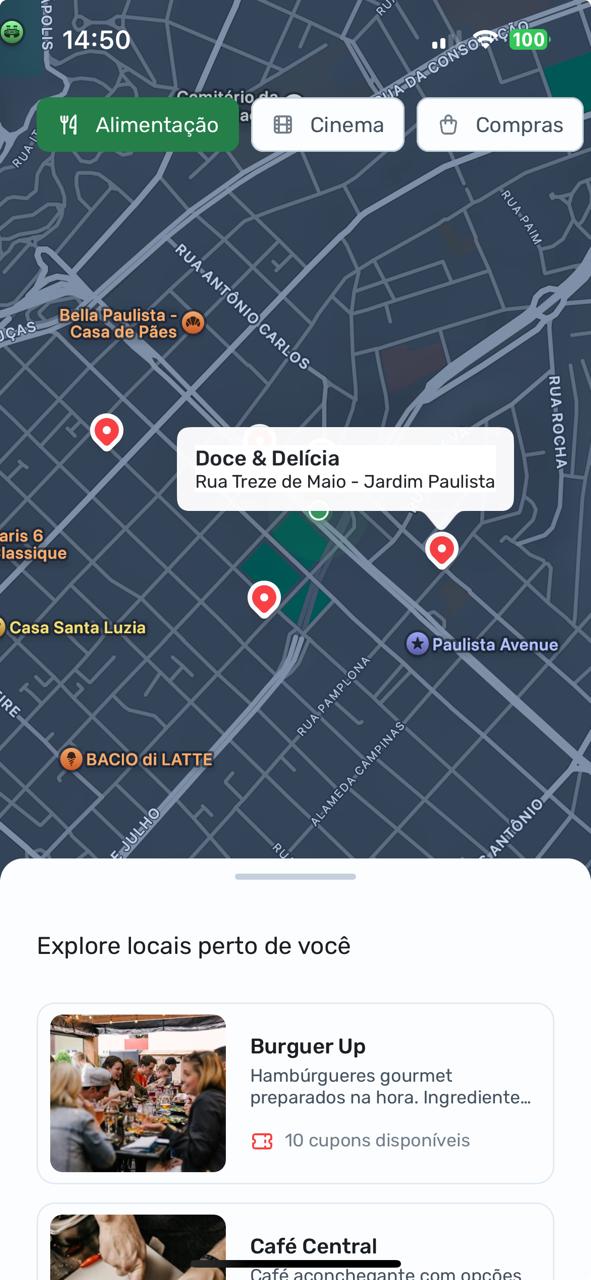 14:50
100
RUA DA CONSOLAÇÃO
Cemitério da
Alimentação
Cinema
Compras
RUA PAIM
RUA ANTÔNIO CARLOS
Bella Paulista -
Casa de Pães
RUA ROCHA
Doce & Delícia
Rua Treze de Maio - Jardim Paulista
aris 6
lassique
Casa Santa Luzia
Paulista Avenue
RUA PAMPLONA
BACIO di LATTE
ALAMEDA CAMPINAS
E JULHO
ANTÔNIO
Explore locais perto de você
Burguer Up
Hambúrgueres gourmet
preparados na hora. Ingrediente…
10 cupons disponíveis
Café Central
Café aconchegante com opções